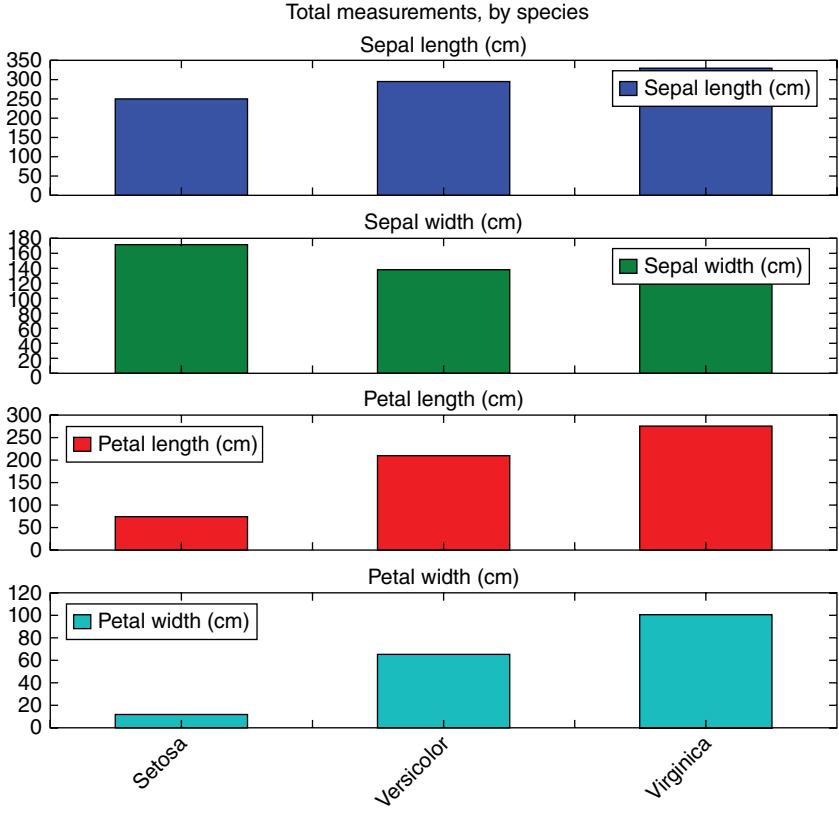 Total measurements, by species
Sepal length (cm)
350
300
250
200
150
100
50
0
Sepal length (cm)
Sepal width (cm)
180
160
140
120
100
80
60
40
20
0
Sepal width (cm)
Petal length (cm)
300
250
200
150
100
50
0
Petal length (cm)
Petal width (cm)
120
100
80
60
40
20
0
Petal width (cm)
Setosa
Versicolor
Virginica